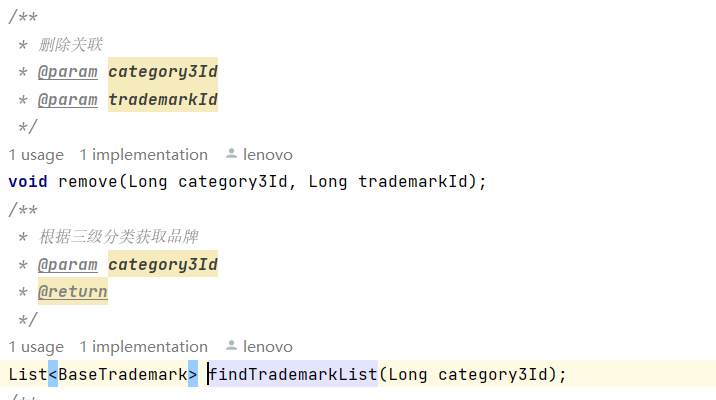 /**
* 删除关联
* @param category3Id
* @param trademarkId
*/
1 usage 1 implementation lenovo
void remove(Long category3Id, Long trademarkId);
/**
* 根据三级分类获取品牌
* @param category3Id
* @return
*/
1 usage 1 implementation lenovo
List<BaseTrademark> findTrademarkList(Long category3Id);
/**